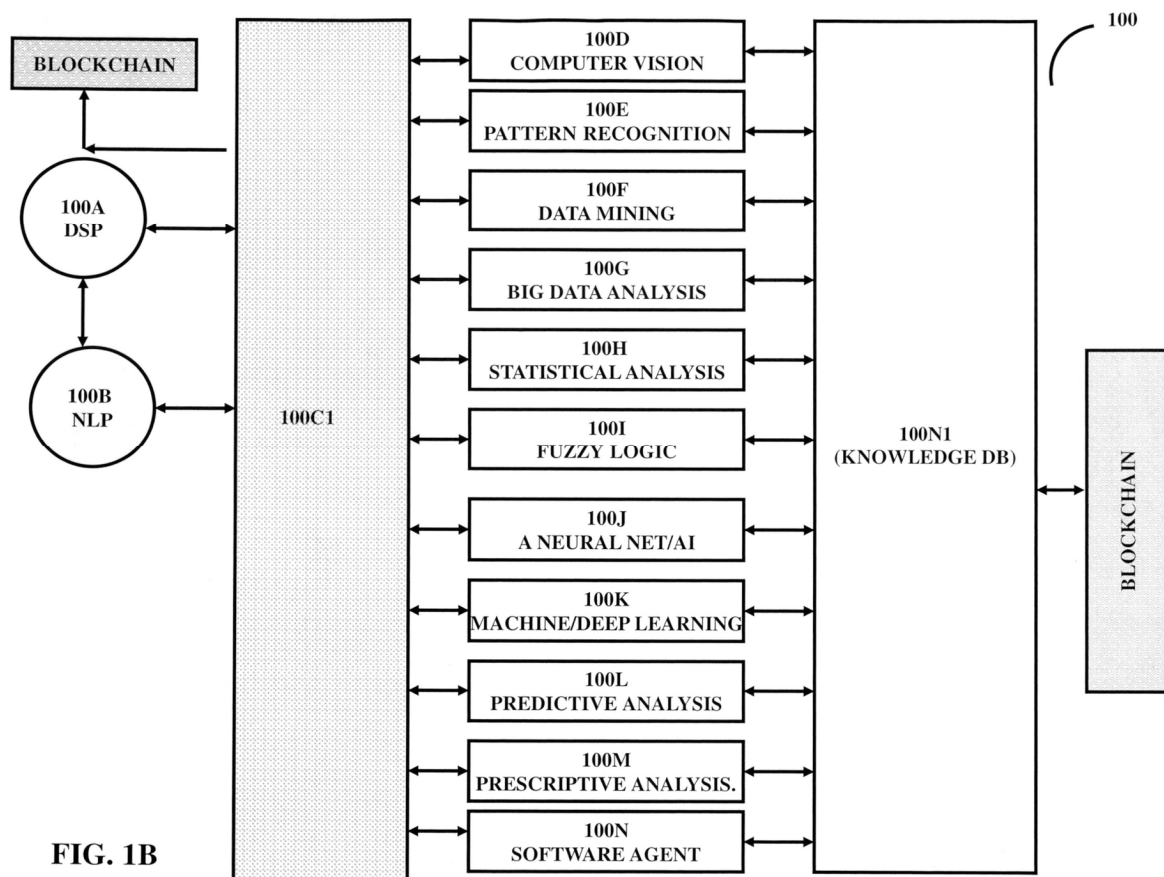 100
BLOCKCHAIN
100A
DSP
100B
NLP
100C1
100D
COMPUTER VISION
100E
PATTERN RECOGNITION
100F
DATA MINING
100G
BIG DATA ANALYSIS
100H
STATISTICAL ANALYSIS
100I
FUZZY LOGIC
100J
A NEURAL NET/AI
100K
MACHINE/DEEP LEARNING
100L
PREDICTIVE ANALYSIS
100M
PRESCRIPTIVE ANALYSIS.
100N
SOFTWARE AGENT
100N1
(KNOWLEDGE DB)
BLOCKCHAIN
FIG. 1B